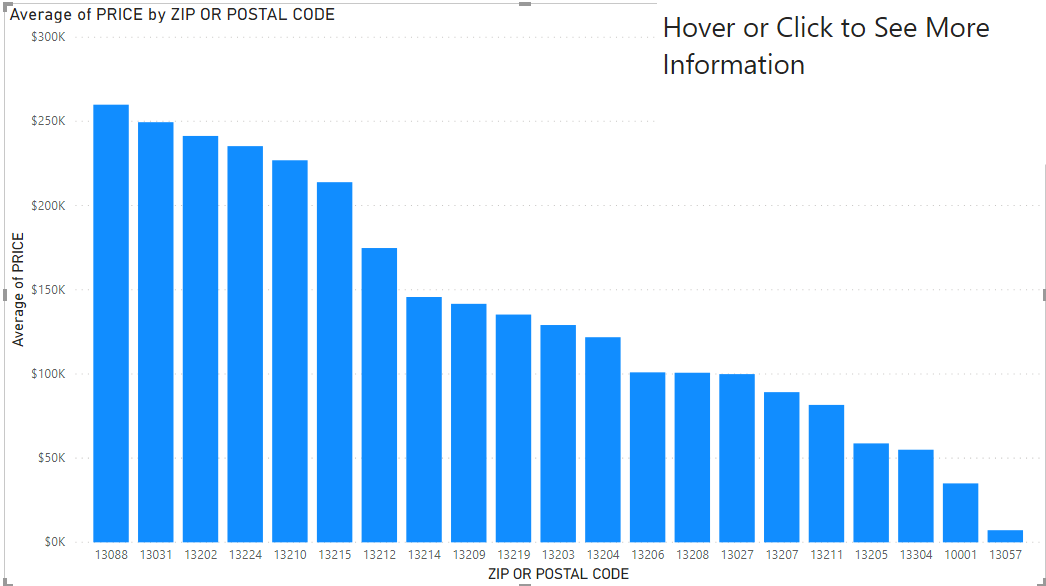 Average of PRICE by ZIP OR POSTAL CODE
Hover or Click to See More
Information
$300K
$250K
$200K
$150K
$100K
$50K
$0K
Average of PRICE
13088 13031 13202 13224 13210 13215 13212 13214 13209 13219 13203 13204 13206 13208 13027 13207 13211 13205 13304 10001 13057
ZIP OR POSTAL CODE